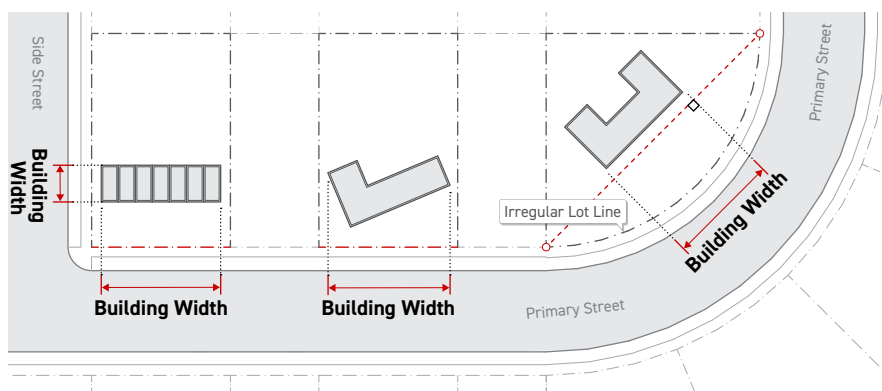 Side Street
Primary Street
Building
Width
Irregular Lot Line
Building Width
Building Width
Building Width
Primary Street